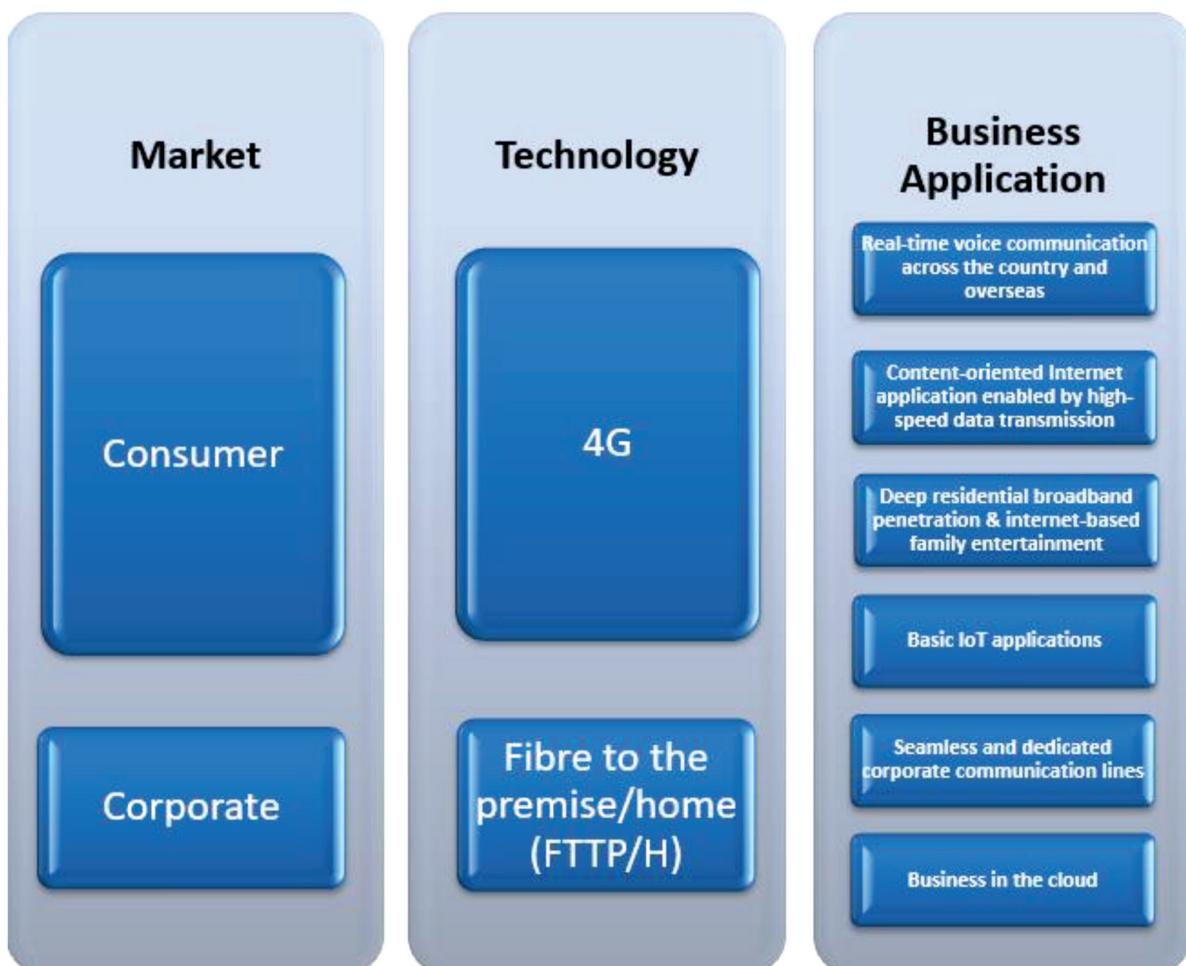 Market
Consumer
Corporate
Technology
4G
Fibre to the
premise/home
(FTTP/H)
Business
Application
Real-time voice communication
across the country and
overseas
Content-oriented Internet
application enabled by high-
speed data transmission
Deep residential broadband
penetration & internet-based
family entertainment
Basic IoT applications
Seamless and dedicated
corporate communication lines
Business in the cloud